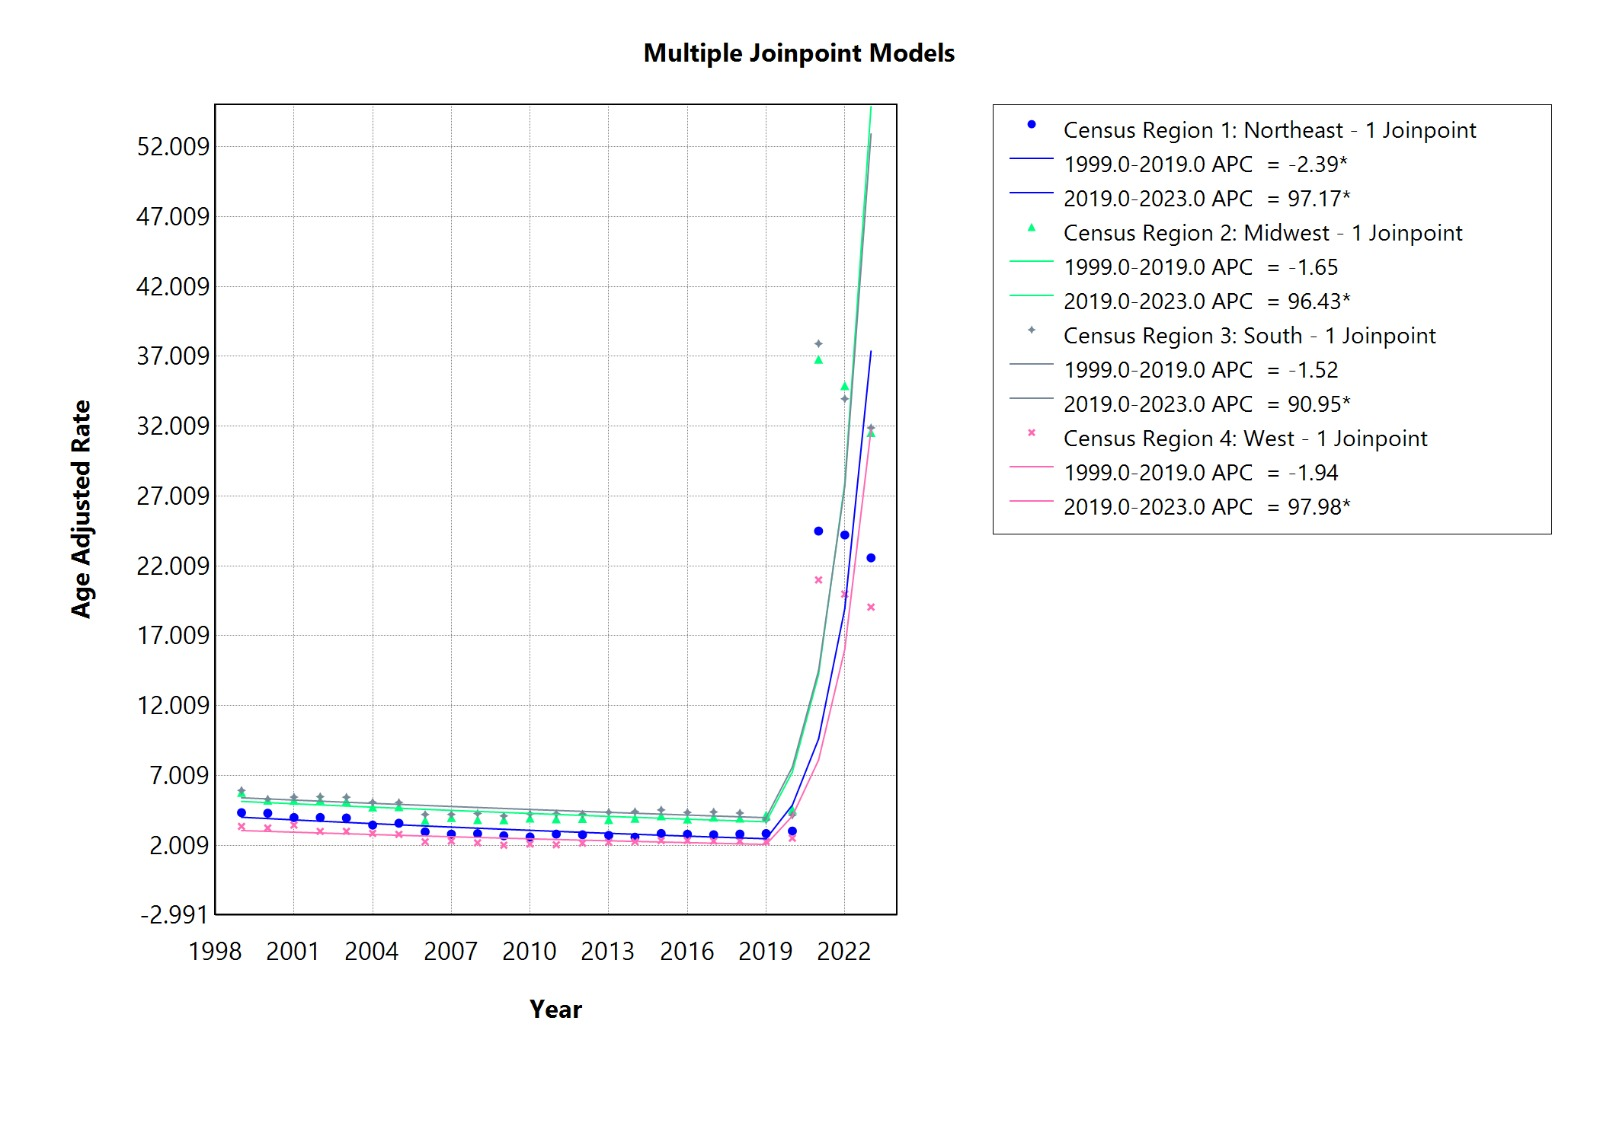 Multiple Joinpoint Models
52.009
47.009
42.009
37.009
32.009
27.009
22.009
17.009
12.009
7.009
2.009
-2.991
Age Adjusted Rate
1998 2001 2004 2007 2010 2013 2016 2019 2022
Year
Census Region 1: Northeast - 1 Joinpoint
1999.0-2019.0 APC = -2.39*
2019.0-2023.0 APC = 97.17*
Census Region 2: Midwest - 1 Joinpoint
1999.0-2019.0 APC = -1.65
2019.0-2023.0 APC = 96.43*
Census Region 3: South - 1 Joinpoint
1999.0-2019.0 APC = -1.52
2019.0-2023.0 APC = 90.95*
Census Region 4: West - 1 Joinpoint
1999.0-2019.0 APC = -1.94
2019.0-2023.0 APC = 97.98*